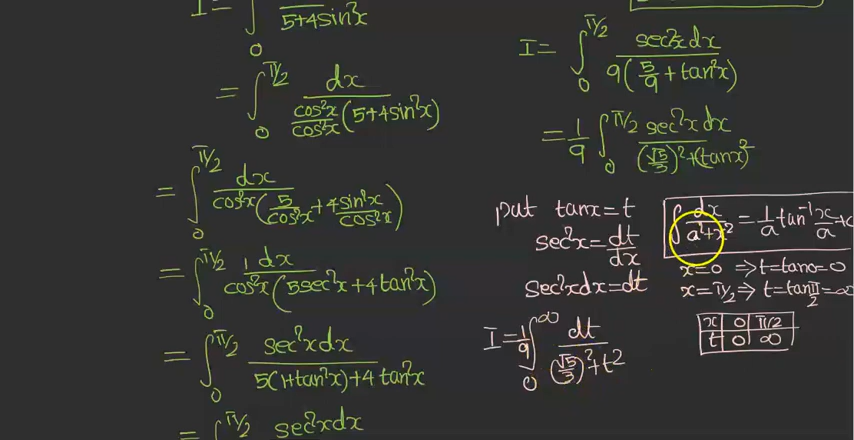 I = ∫₀ 5+4sin²x
= ∫₀^π/2 dx / (cos²x/cos²x (5+4sin²x))
= ∫₀^π/2 dx / (cos²x (5/cos²x + 4sin²x/cos²x))
= ∫₀^π/2 1dx / (cos²x (5sec²x + 4tan²x))
= ∫₀^π/2 sec²x dx / (5(1+tan²x)+4tan²x)
= ∫₀^π/2 sec²x dx
I = ∫₀^π/2 sec²x dx / (9(5/9 + tan²x))
= 1/9 ∫₀^π/2 sec²x dx / ((√5/3)² + (tanx)²)
put tanx = t
sec²x = dt/dx
sec²x dx = dt
I = 1/9 ∫₀^∞ dt / ((√5/3)² + t²)
∫ dx/(a²+x²) = 1/a tan⁻¹ x/a + c
x=0 ⇒ t=tan0=0
x=π/2 ⇒ t=tan π/2 = ∞
x 0 π/2
t 0 ∞